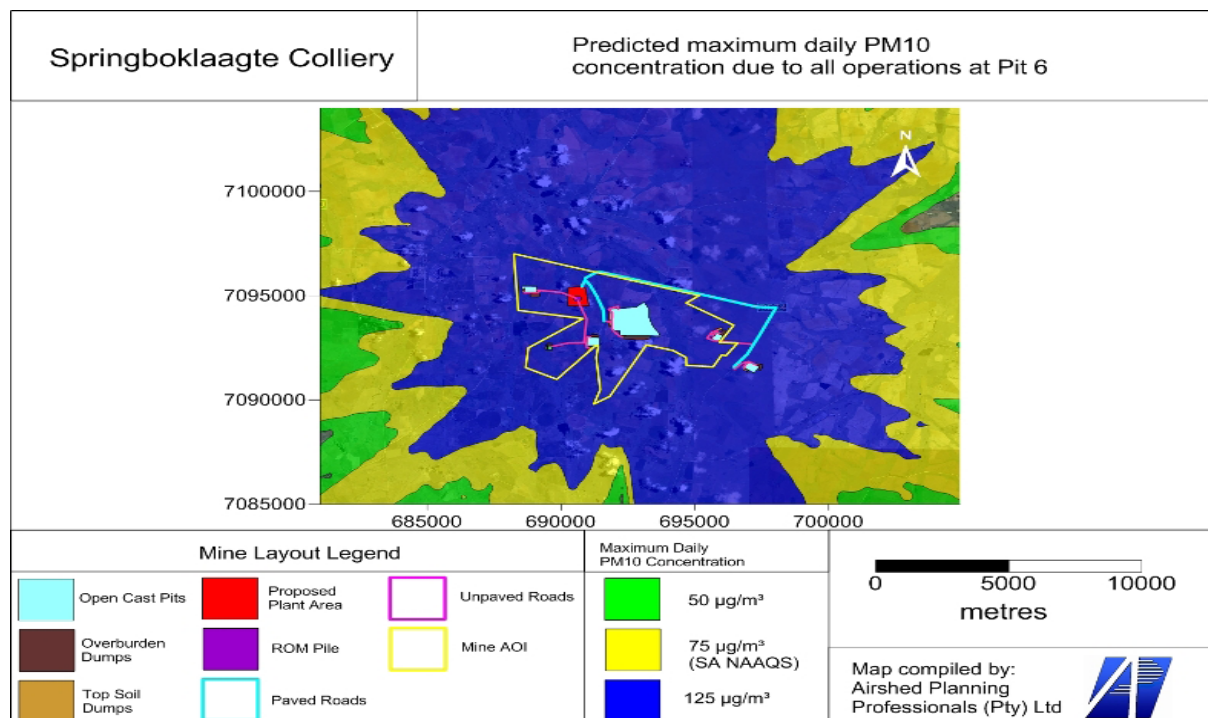 Springboklaagte Colliery
Predicted maximum daily PM10
concentration due to all operations at Pit 6
N
7100000
7095000
7090000
7085000
685000
690000
695000
700000
Mine Layout Legend
Open Cast Pits
Proposed
Plant Area
Unpaved Roads
Overburden
Dumps
ROM Pile
Mine AOI
Top Soil
Dumps
Paved Roads
Maximum Daily
PM10 Concentration
50 µg/m³
75 µg/m³
(SA NAAQS)
125 µg/m³
0
5000
10000
metres
Map compiled by:
Airshed Planning
Professionals (Pty) Ltd